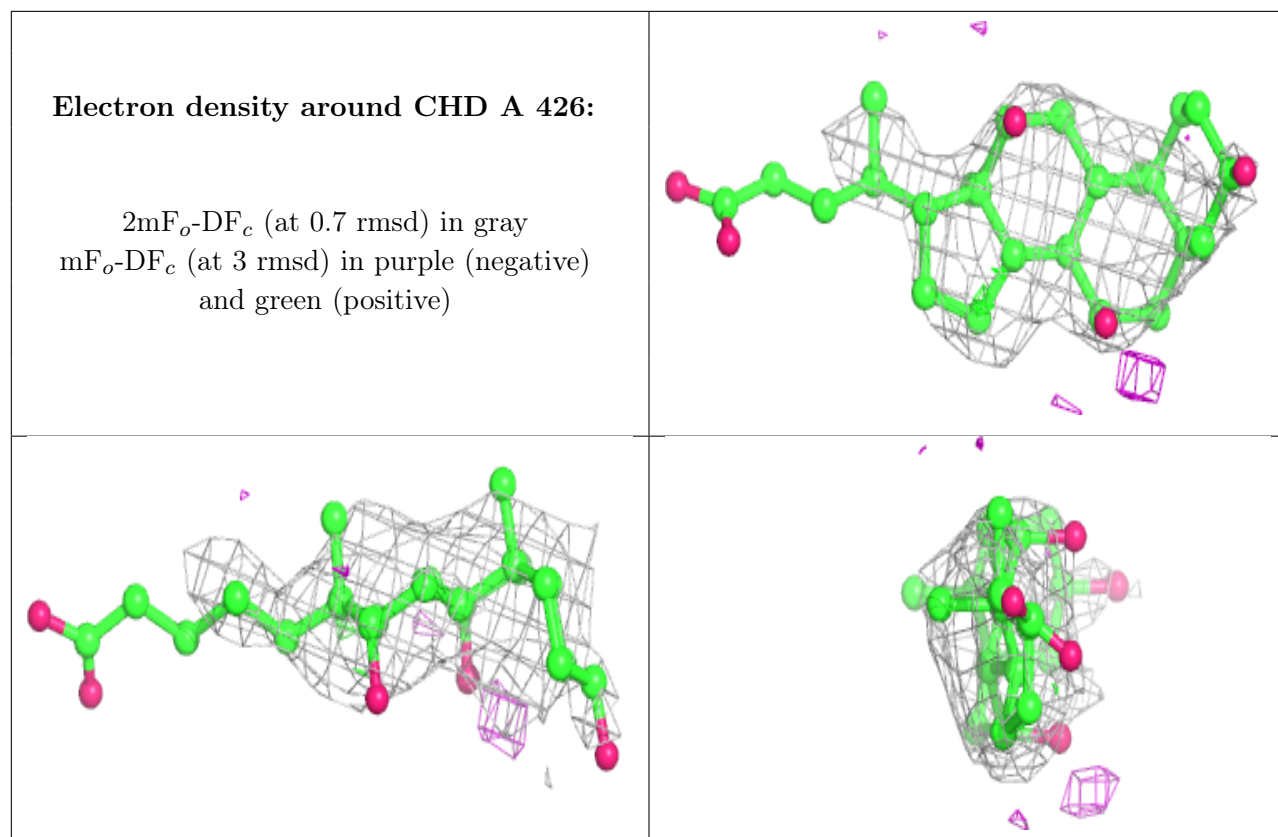 Electron density around CHD A 426:
2mFₒ-DF𝒸 (at 0.7 rmsd) in gray
mFₒ-DF𝒸 (at 3 rmsd) in purple (negative)
and green (positive)